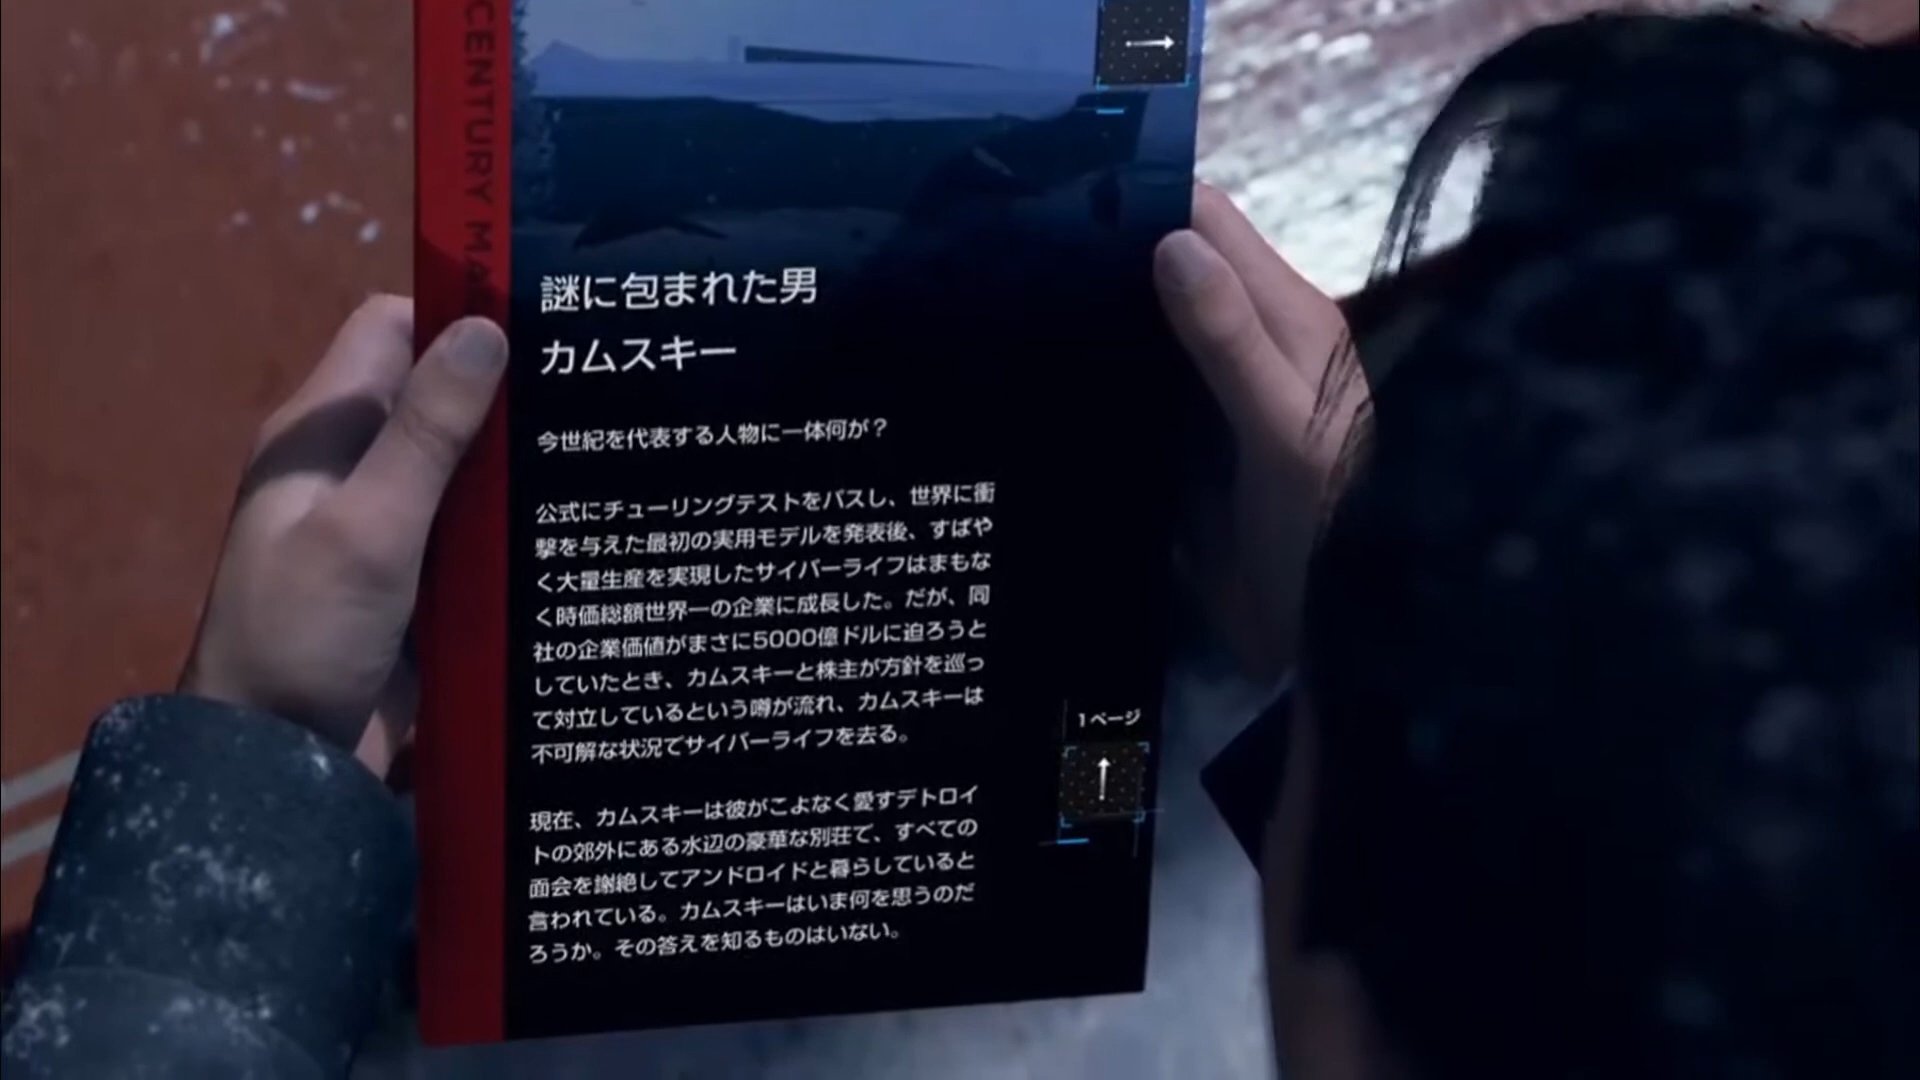 CENTURY MA
謎に包まれた男
カムスキー
今世紀を代表する人物に一体何が？
公式にチューリングテストをパスし、世界に衝
撃を与えた最初の実用モデルを発表後、すばや
く大量生産を実現したサイバーライフはまもな
く時価総額世界一の企業に成長した。だが、同
社の企業価値がまさに5000億ドルに迫ろうと
していたとき、カムスキーと株主が方針を巡っ
て対立しているという噂が流れ、カムスキーは
不可解な状況でサイバーライフを去る。
現在、カムスキーは彼がこよなく愛すデトロイ
トの郊外にある水辺の豪華な別荘で、すべての
面会を謝絶してアンドロイドと暮らしていると
言われている。カムスキーはいま何を思うのだ
ろうか。その答えを知るものはいない。
1ページ